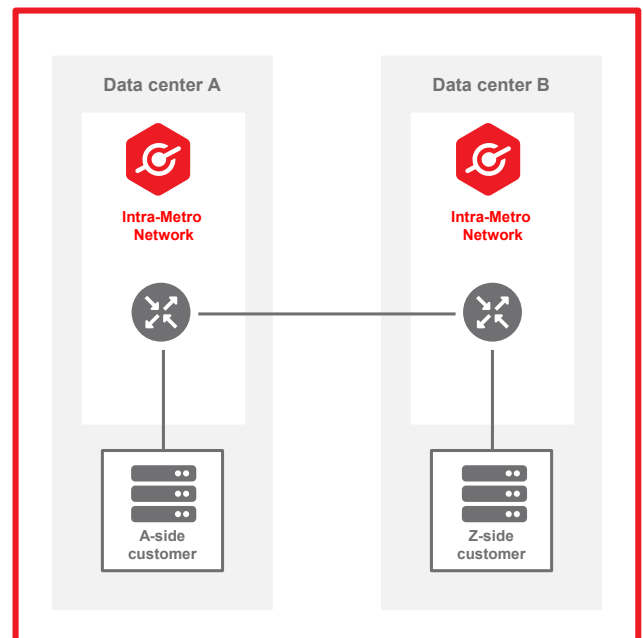 Data center A
Data center B
Intra-Metro
Network
Intra-Metro
Network
A-side
customer
Z-side
customer